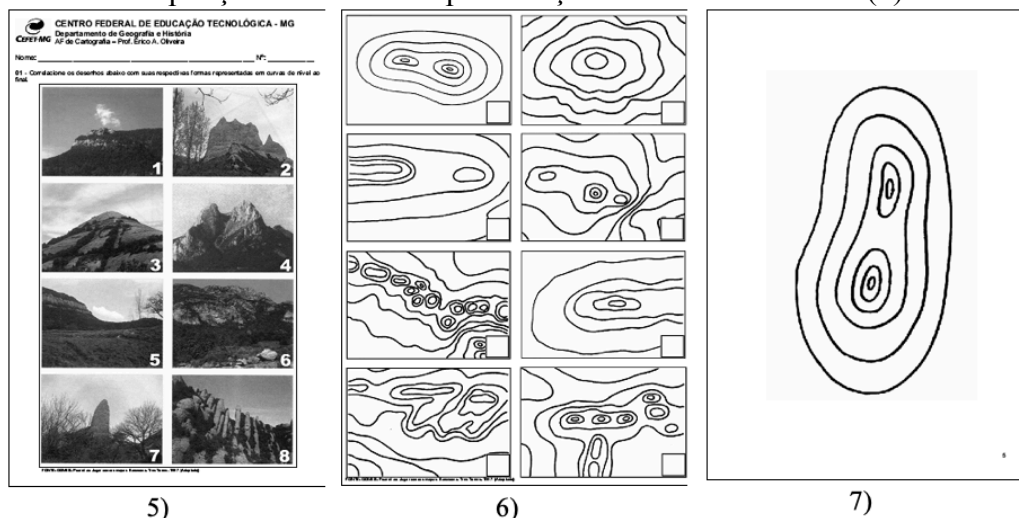 CENTRO FEDERAL DE EDUCAÇÃO TECNOLÓGICA - MG
Departamento de Geografia e História
CEFET-MG
AF de Cartografia – Prof. Érico A. Oliveira
Nome: Nº:
01 - Correlacione os desenhos abaixo com suas respectivas formas representadas em curvas de nível ao
final.
1
2
3
4
5
6
7
8
5)
6)
7)